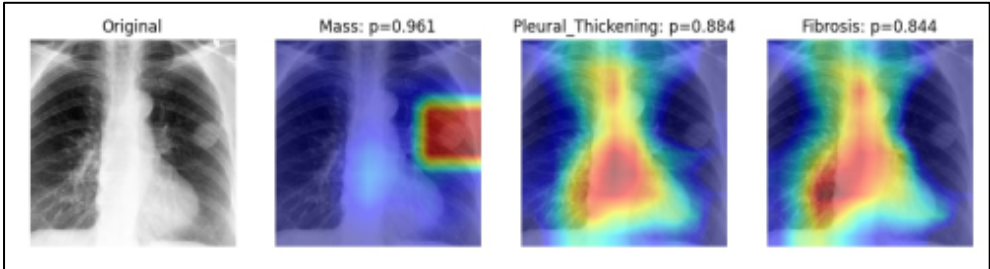 Original
Mass: p=0.961
Pleural_Thickening: p=0.884
Fibrosis: p=0.844